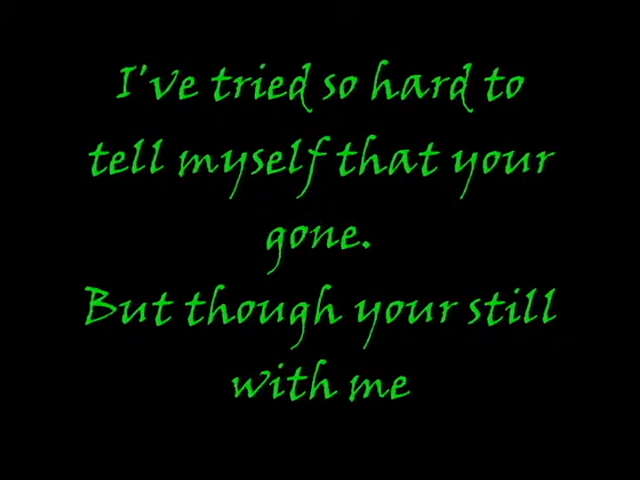 I've tried so hard to
tell myself that your
gone.
But though your still
with me